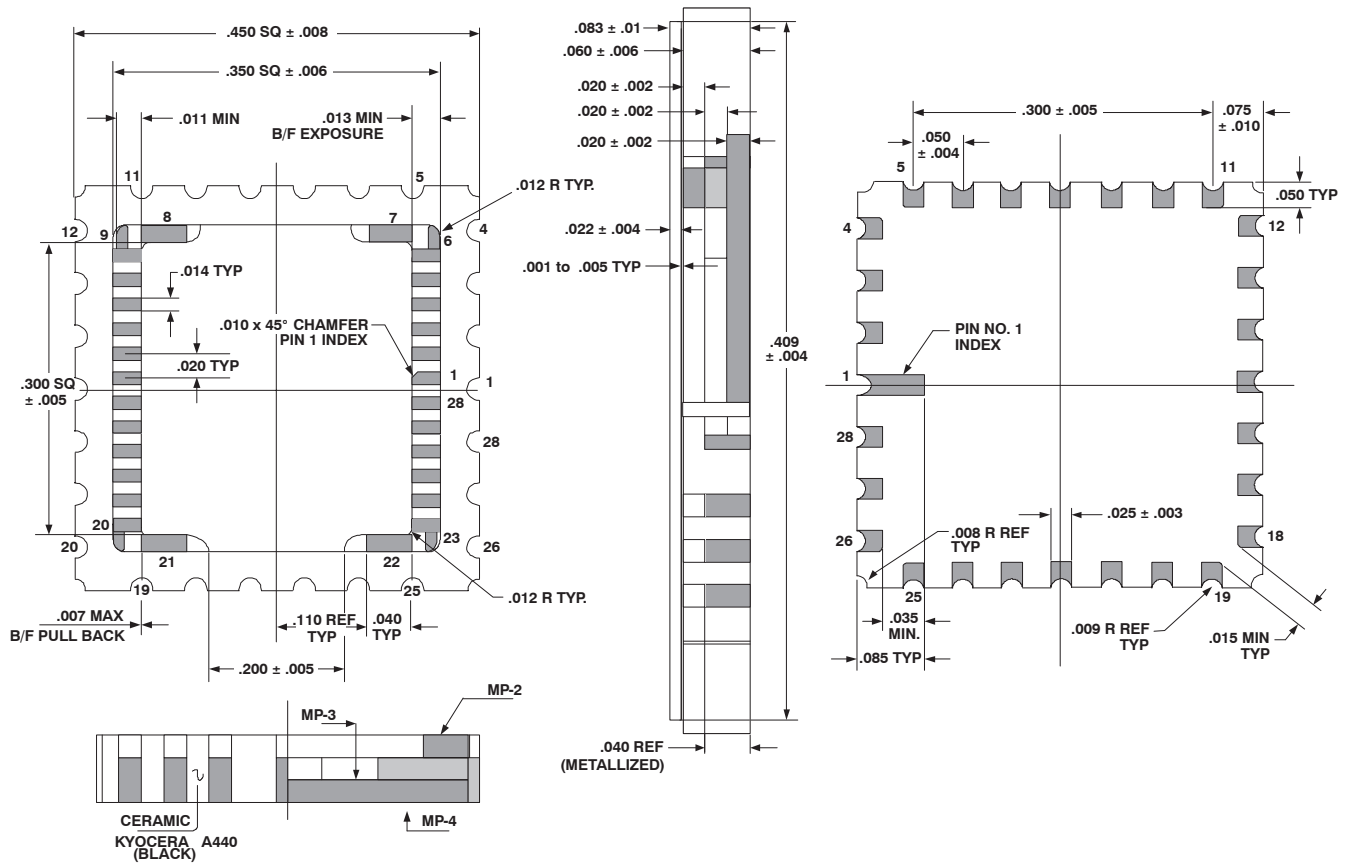 .450 SQ ± .008
.350 SQ ± .006
.011 MIN
.013 MIN
B/F EXPOSURE
11
5
.012 R TYP.
12
9
8
7
6
4
.014 TYP
.010 x 45° CHAMFER
PIN 1 INDEX
.020 TYP
.300 SQ
± .005
1
1
28
28
20
20
21
22
23
26
19
25
.012 R TYP.
.007 MAX
B/F PULL BACK
.110 REF
TYP
.040
TYP
.200 ± .005
MP-2
MP-3
CERAMIC
KYOCERA A440
(BLACK)
MP-4
.083 ± .01
.060 ± .006
.020 ± .002
.020 ± .002
.020 ± .002
.022 ± .004
.001 to .005 TYP
.409
± .004
.040 REF
(METALLIZED)
.300 ± .005
.075
± .010
.050
± .004
5
11
.050 TYP
4
12
PIN NO. 1
INDEX
1
28
.025 ± .003
26
.008 R REF
TYP
18
25
19
.035
MIN.
.009 R REF
TYP
.015 MIN
TYP
.085 TYP